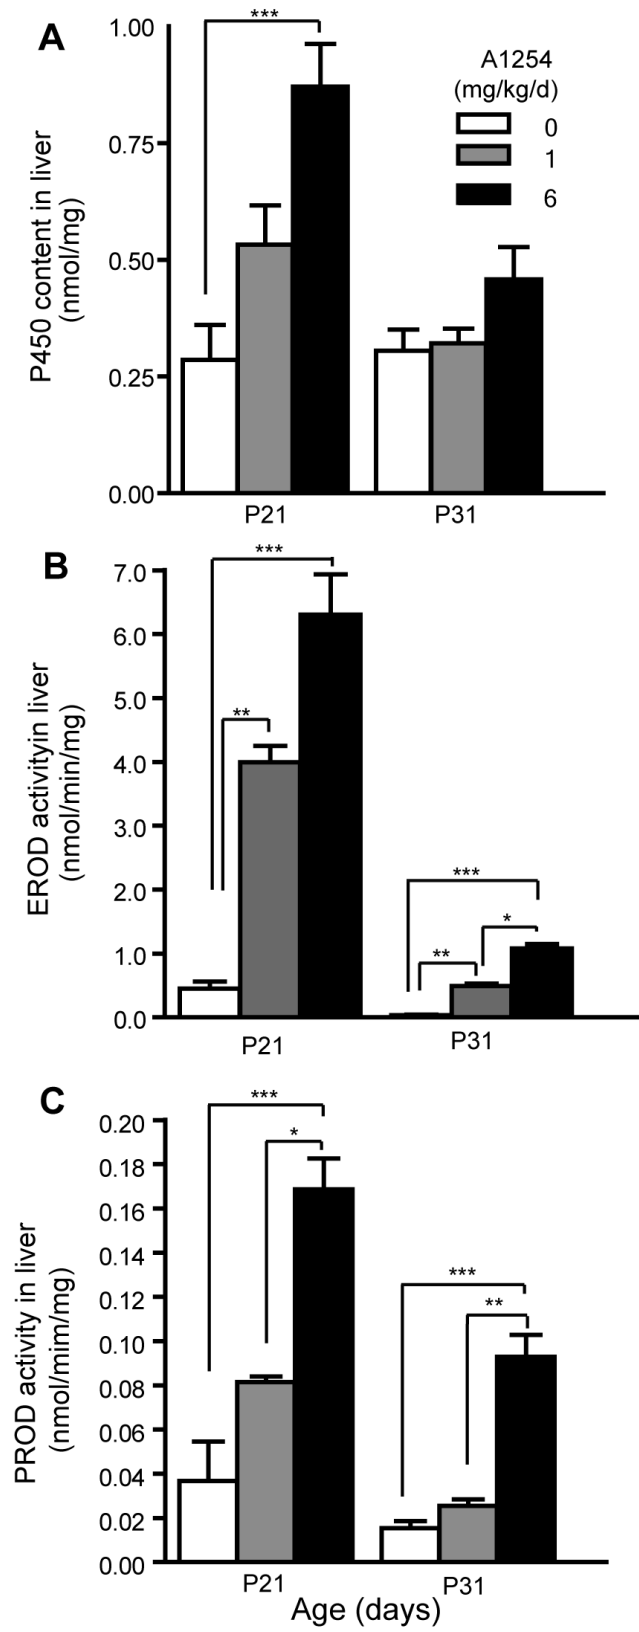 A
***
A1254
(mg/kg/d)
0
1
6
1.00
0.75
0.50
0.25
0.00
P450 content in liver
(nmol/mg)
P21
P31
B
***
**
***
**
*
7.0
6.0
5.0
4.0
3.0
2.0
1.0
0.0
EROD activityin liver
(nmol/min/mg)
P21
P31
C
***
*
***
**
0.20
0.18
0.16
0.14
0.12
0.10
0.08
0.06
0.04
0.02
0.00
PROD activity in liver
(nmol/mim/mg)
P21
P31
Age (days)